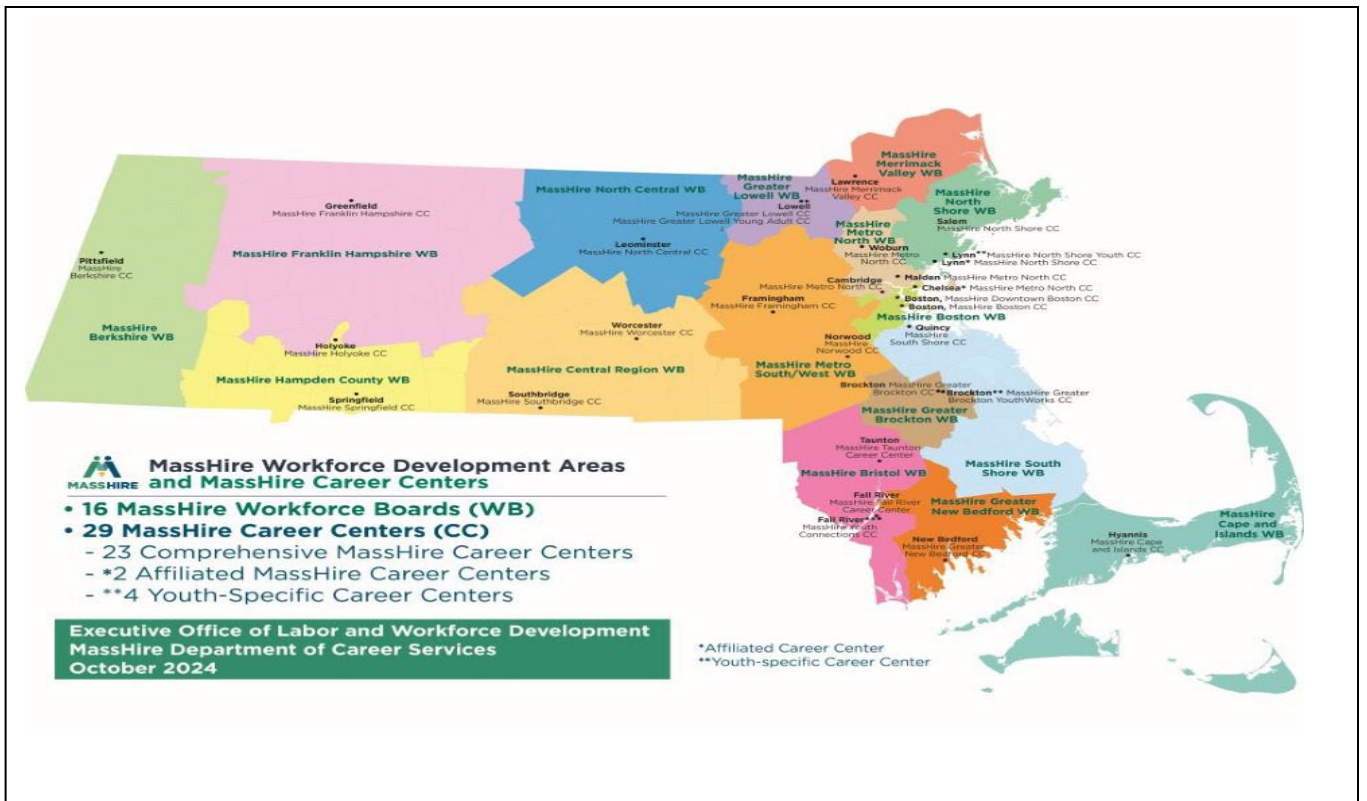 MassHire
Merrimack
Valley WB
Lawrence
MassHire Merrimack
Valley CC
MassHire
Greater
Lowell WB
**
Lowell
MassHire Greater Lowell CC
MassHire Greater Lowell Young Adult CC
MassHire North Central WB
Leominster
MassHire North Central CC
Greenfield
MassHire Franklin Hampshire CC
MassHire Franklin Hampshire WB
Pittsfield
MassHire
Berkshire CC
MassHire
Berkshire WB
MassHire
North
Shore WB
Salem
MassHire North Shore CC
Lynn** MassHire North Shore Youth CC
Lynn* MassHire North Shore CC
MassHire
Metro
North WB
Woburn
MassHire Metro
North CC
Malden MassHire Metro North CC
Chelsea* MassHire Metro North CC
Cambridge
MassHire Metro North CC
Boston, MassHire Downtown Boston CC
Boston, MassHire Boston CC
MassHire Boston WB
Framingham
MassHire Framingham CC
Quincy
MassHire
South Shore CC
Norwood
MassHire
Norwood CC
MassHire Metro
South/West WB
Worcester
MassHire Worcester CC
MassHire Central Region WB
Southbridge
MassHire Southbridge CC
Holyoke
MassHire Holyoke CC
MassHire Hampden County WB
Springfield
MassHire Springfield CC
Brockton MassHire Greater
Brockton CC
Brockton** MassHire Greater
Brockton YouthWorks CC
MassHire Greater
Brockton WB
Taunton
MassHire Taunton
Career Center
MassHire Bristol WB
MassHire South
Shore WB
Fall River
MassHire Fall River
Career Center
Fall River**
MassHire Youth
Connections CC
MassHire Greater
New Bedford WB
New Bedford
MassHire Greater
New Bedford CC
MassHire
Cape and
Islands WB
Hyannis
MassHire Cape
and Islands CC
MASSHIRE
MassHire Workforce Development Areas
and MassHire Career Centers
• 16 MassHire Workforce Boards (WB)
• 29 MassHire Career Centers (CC)
- 23 Comprehensive MassHire Career Centers
- *2 Affiliated MassHire Career Centers
- **4 Youth-Specific Career Centers
Executive Office of Labor and Workforce Development
MassHire Department of Career Services
October 2024
*Affiliated Career Center
**Youth-specific Career Center